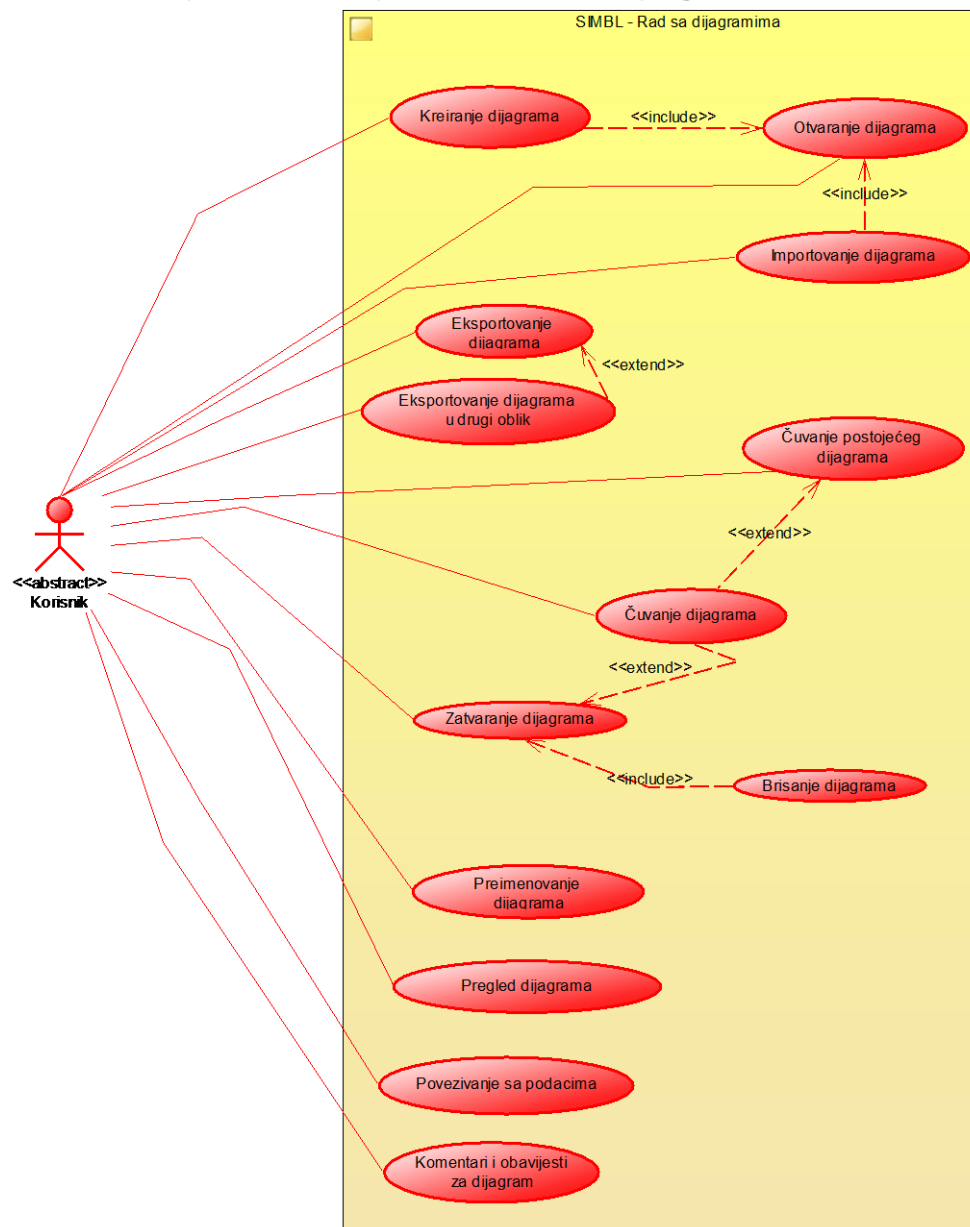 SIMBL - Rad sa dijagramima
Kreiranje dijagrama
<<include>>
Otvaranje dijagrama
<<include>>
Importovanje dijagrama
Eksportovanje
dijagrama
<<extend>>
Eksportovanje dijagrama
u drugi oblik
Čuvanje postojećeg
dijagrama
<<extend>>
<<abstract>>
Korisnik
Čuvanje dijagrama
<<extend>>
Zatvaranje dijagrama
<<include>>
Brisanje dijagrama
Preimenovanje
dijagrama
Pregled dijagrama
Povezivanje sa podacima
Komentari i obavijesti
za dijagram